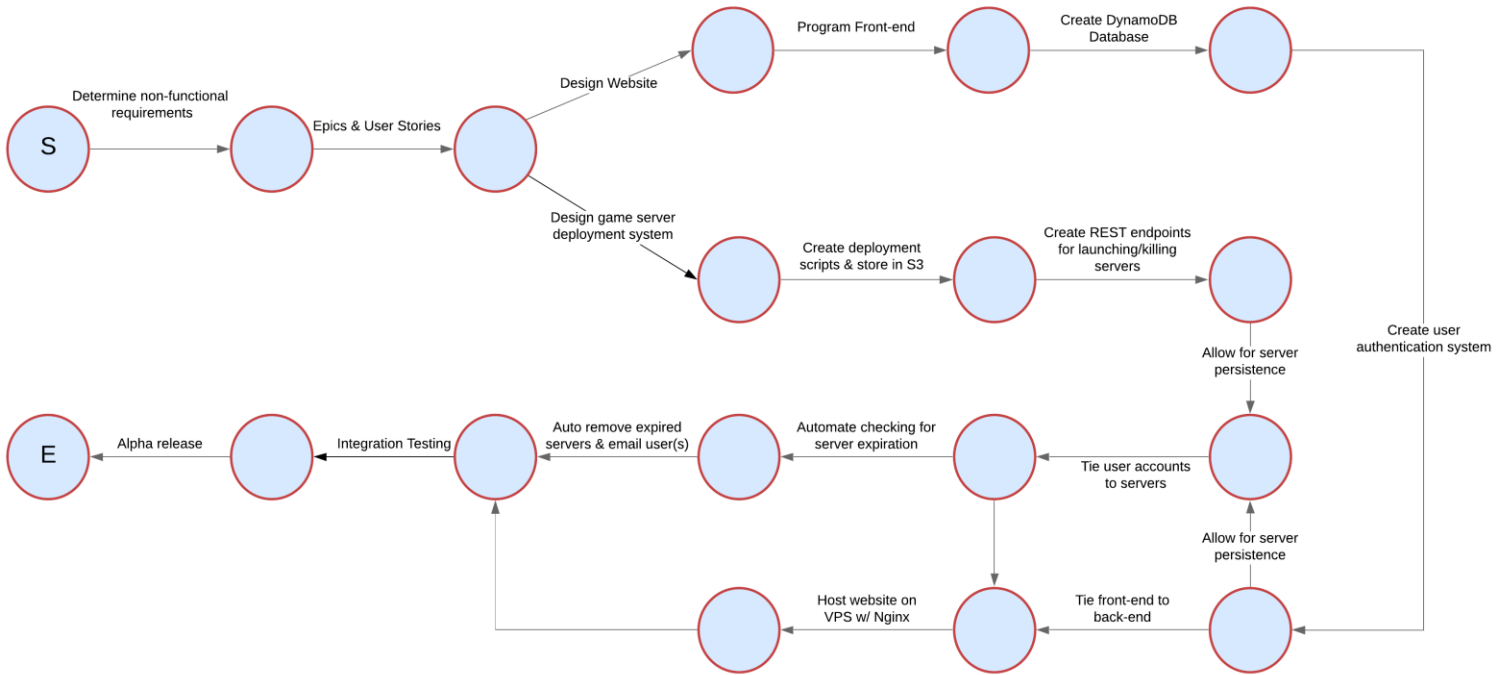 Program Front-end
Create DynamoDB
Database
Design Website
Determine non-functional
requirements
Epics & User Stories
S
Design game server
deployment system
Create deployment
scripts & store in S3
Create REST endpoints
for launching/killing
servers
Create user
authentication system
Allow for server
persistence
E
Alpha release
Integration Testing
Auto remove expired
servers & email user(s)
Automate checking for
server expiration
Tie user accounts
to servers
Allow for server
persistence
Host website on
VPS w/ Nginx
Tie front-end to
back-end